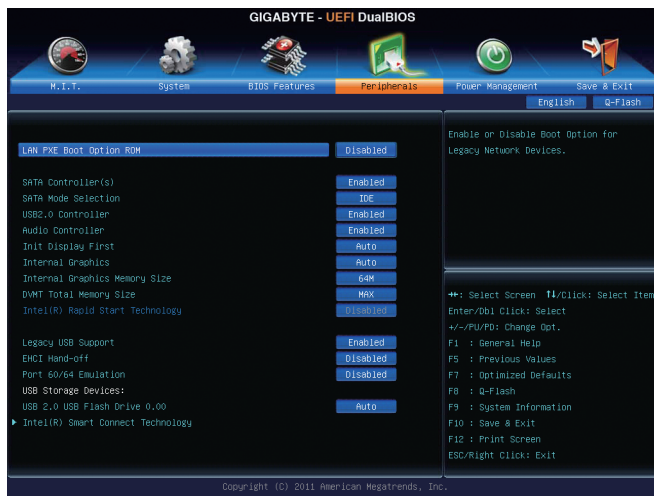 GIGABYTE - UEFI DualBIOS
M.I.T. System BIOS Features Peripherals Power Management Save & Exit
English Q-Flash
LAN PXE Boot Option ROM Disabled
SATA Controller(s) Enabled
SATA Mode Selection IDE
USB2.0 Controller Enabled
Audio Controller Enabled
Init Display First Auto
Internal Graphics Auto
Internal Graphics Memory Size 64M
DVMT Total Memory Size MAX
Intel(R) Rapid Start Technology Disabled
Legacy USB Support Enabled
EHCI Hand-off Disabled
Port 60/64 Emulation Disabled
USB Storage Devices:
USB 2.0 USB Flash Drive 0.00 Auto
Intel(R) Smart Connect Technology
Enable or Disable Boot Option for
Legacy Network Devices.
↔: Select Screen ↑↓/Click: Select Item
Enter/Dbl Click: Select
+/-/PU/PD: Change Opt.
F1 : General Help
F5 : Previous Values
F7 : Optimized Defaults
F8 : Q-Flash
F9 : System Information
F10 : Save & Exit
F12 : Print Screen
ESC/Right Click: Exit
Copyright (C) 2011 American Megatrends, Inc.